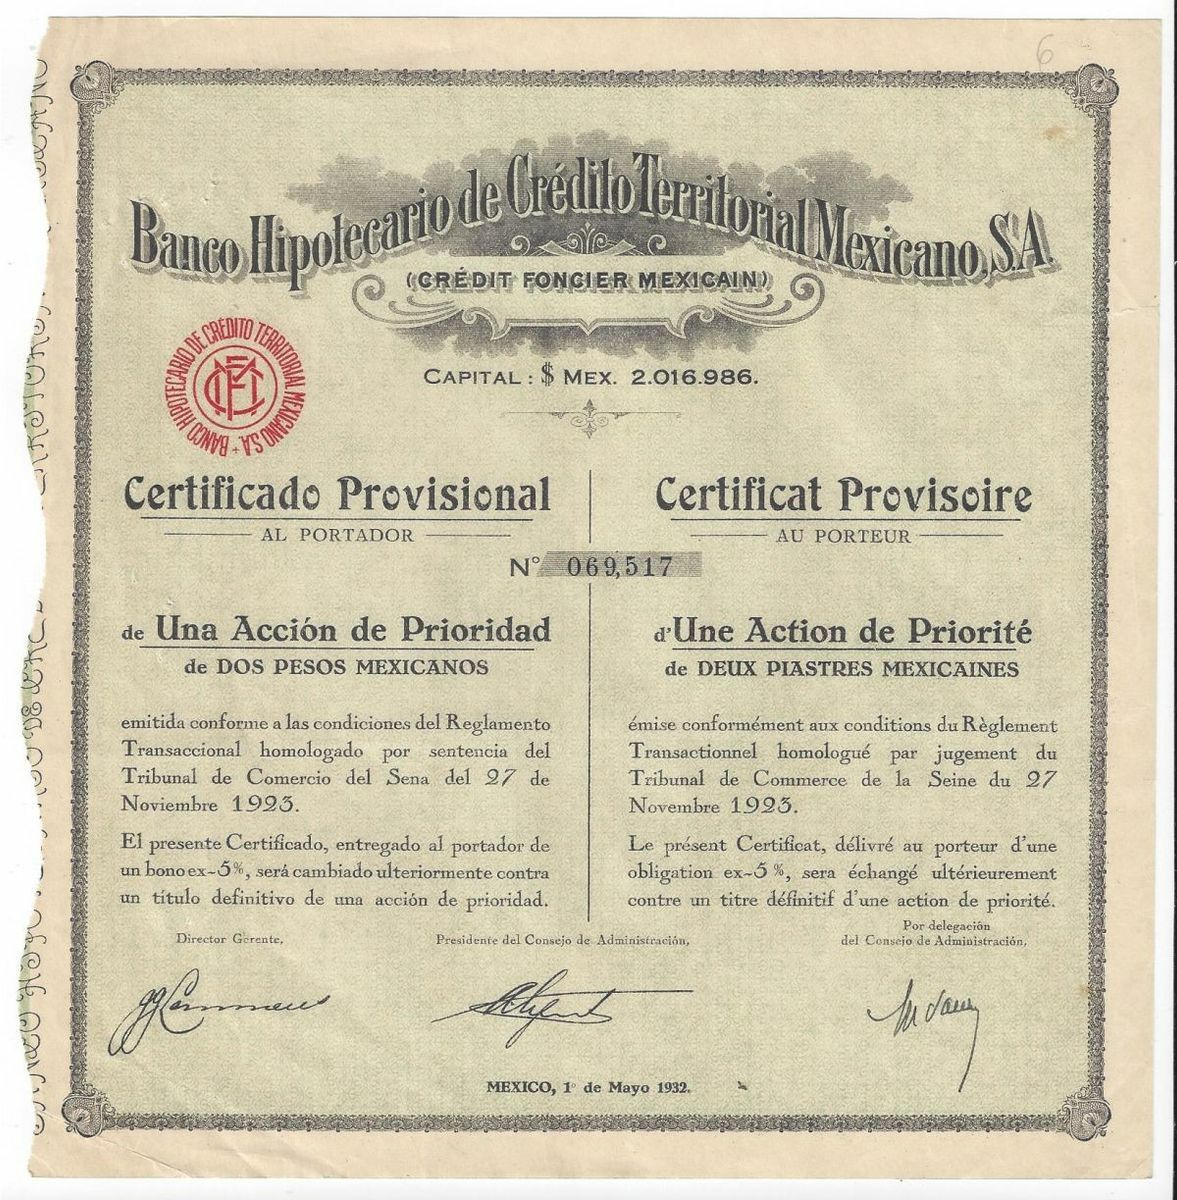 6
Banco Hipotecario de Crédito Territorial Mexicano, S.A.
(CRÉDIT FONCIER MEXICAIN)
BANCO HIPOTECARIO DE CRÉDITO TERRITORIAL MEXICANO S.A. +
CAPITAL : $ MEX. 2.016.986.
Certificado Provisional
AL PORTADOR
Certificat Provisoire
AU PORTEUR
N° 069,517
de Una Acción de Prioridad
de DOS PESOS MEXICANOS
emitida conforme a las condiciones del Reglamento
Transaccional homologado por sentencia del
Tribunal de Comercio del Sena del 27 de
Noviembre 1923.
El presente Certificado, entregado al portador de
un bono ex-5%, será cambiado ulteriormente contra
un título definitivo de una acción de prioridad.
d'Une Action de Priorité
de DEUX PIASTRES MEXICAINES
émise conformément aux conditions du Règlement
Transactionnel homologué par jugement du
Tribunal de Commerce de la Seine du 27
Novembre 1923.
Le présent Certificat, délivré au porteur d'une
obligation ex-5 %, sera échangé ultérieurement
contre un titre définitif d'une action de priorité.
Director Gerente,
Presidente del Consejo de Administración,
Por delegación
del Consejo de Administración,
MEXICO, 1° de Mayo 1932.